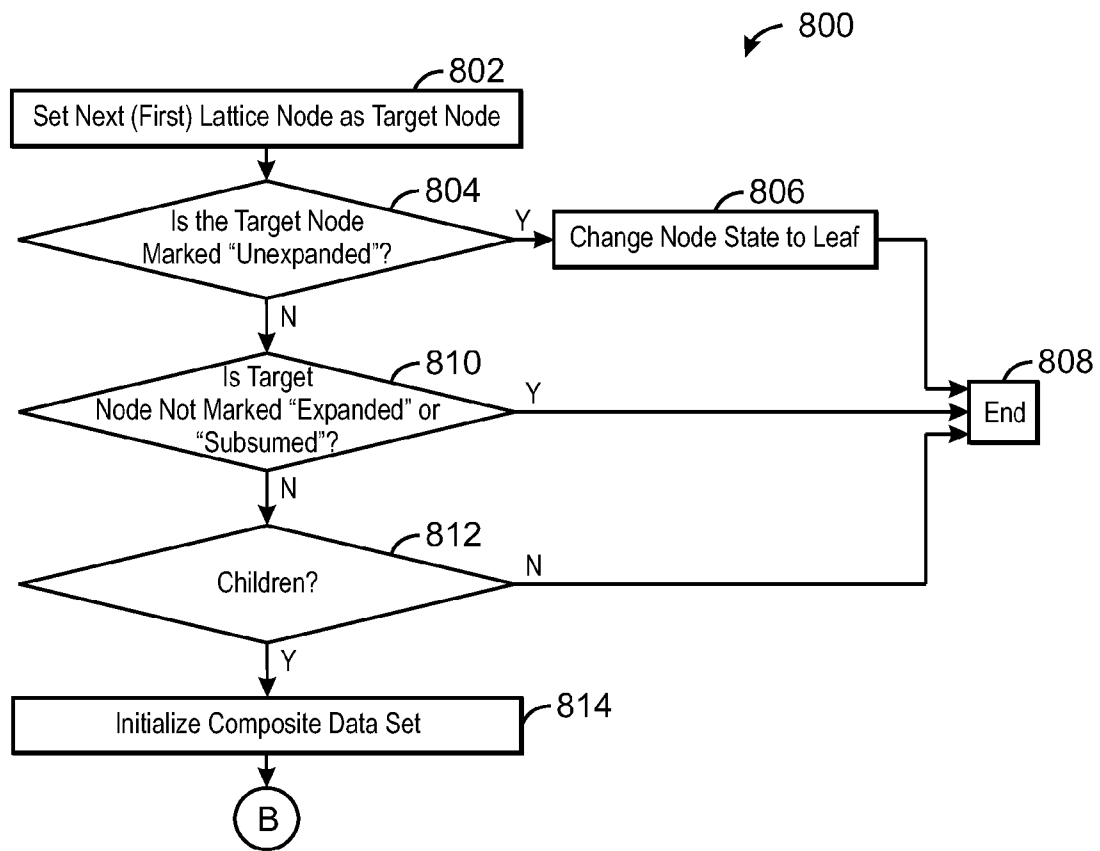 800
802
Set Next (First) Lattice Node as Target Node
804
Is the Target Node
Marked “Unexpanded”?
Y
806
Change Node State to Leaf
N
810
Is Target
Node Not Marked “Expanded” or
“Subsumed”?
Y
808
End
N
812
Children?
N
Y
814
Initialize Composite Data Set
B